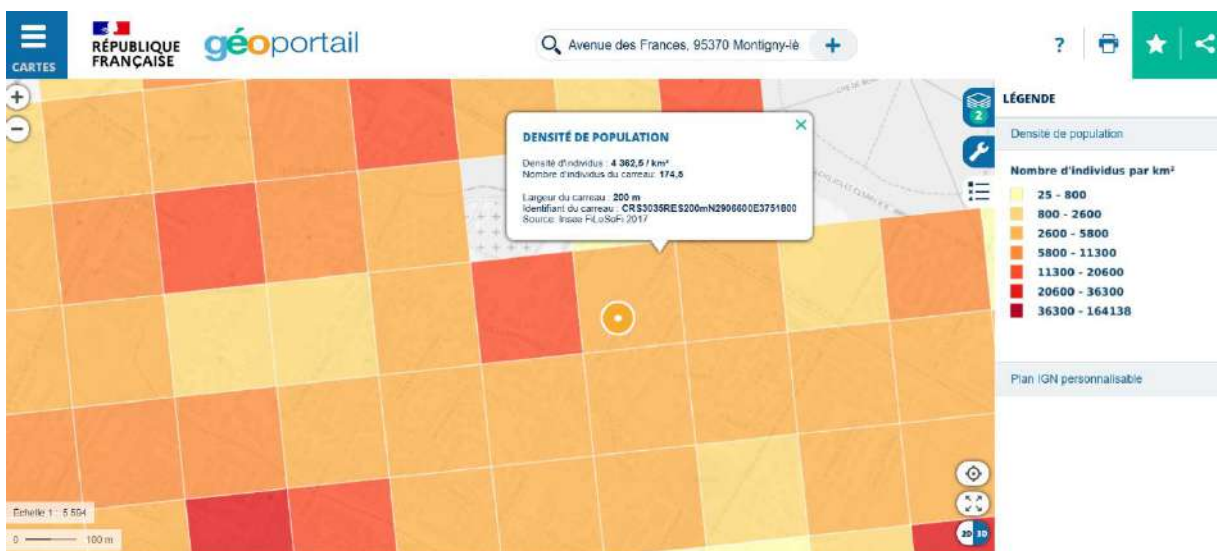 CARTES
RÉPUBLIQUE
FRANÇAISE
géoportail
Avenue des Frances, 95370 Montigny-lè
+
?
+
−
DENSITÉ DE POPULATION
×
Densité d'individus : 4 362,5 / km²
Nombre d'individus du carreau: 174,5
Largeur du carreau : 200 m
Identifiant du carreau : CRS3035RES200mN2906600E3751800
Source: Insee FiLoSoFi 2017
2
LÉGENDE
Densité de population
Nombre d'individus par km²
25 - 800
800 - 2600
2600 - 5800
5800 - 11300
11300 - 20600
20600 - 36300
36300 - 164138
Plan IGN personnalisable
Échelle 1 : 5 594
0 100 m
2D 3D